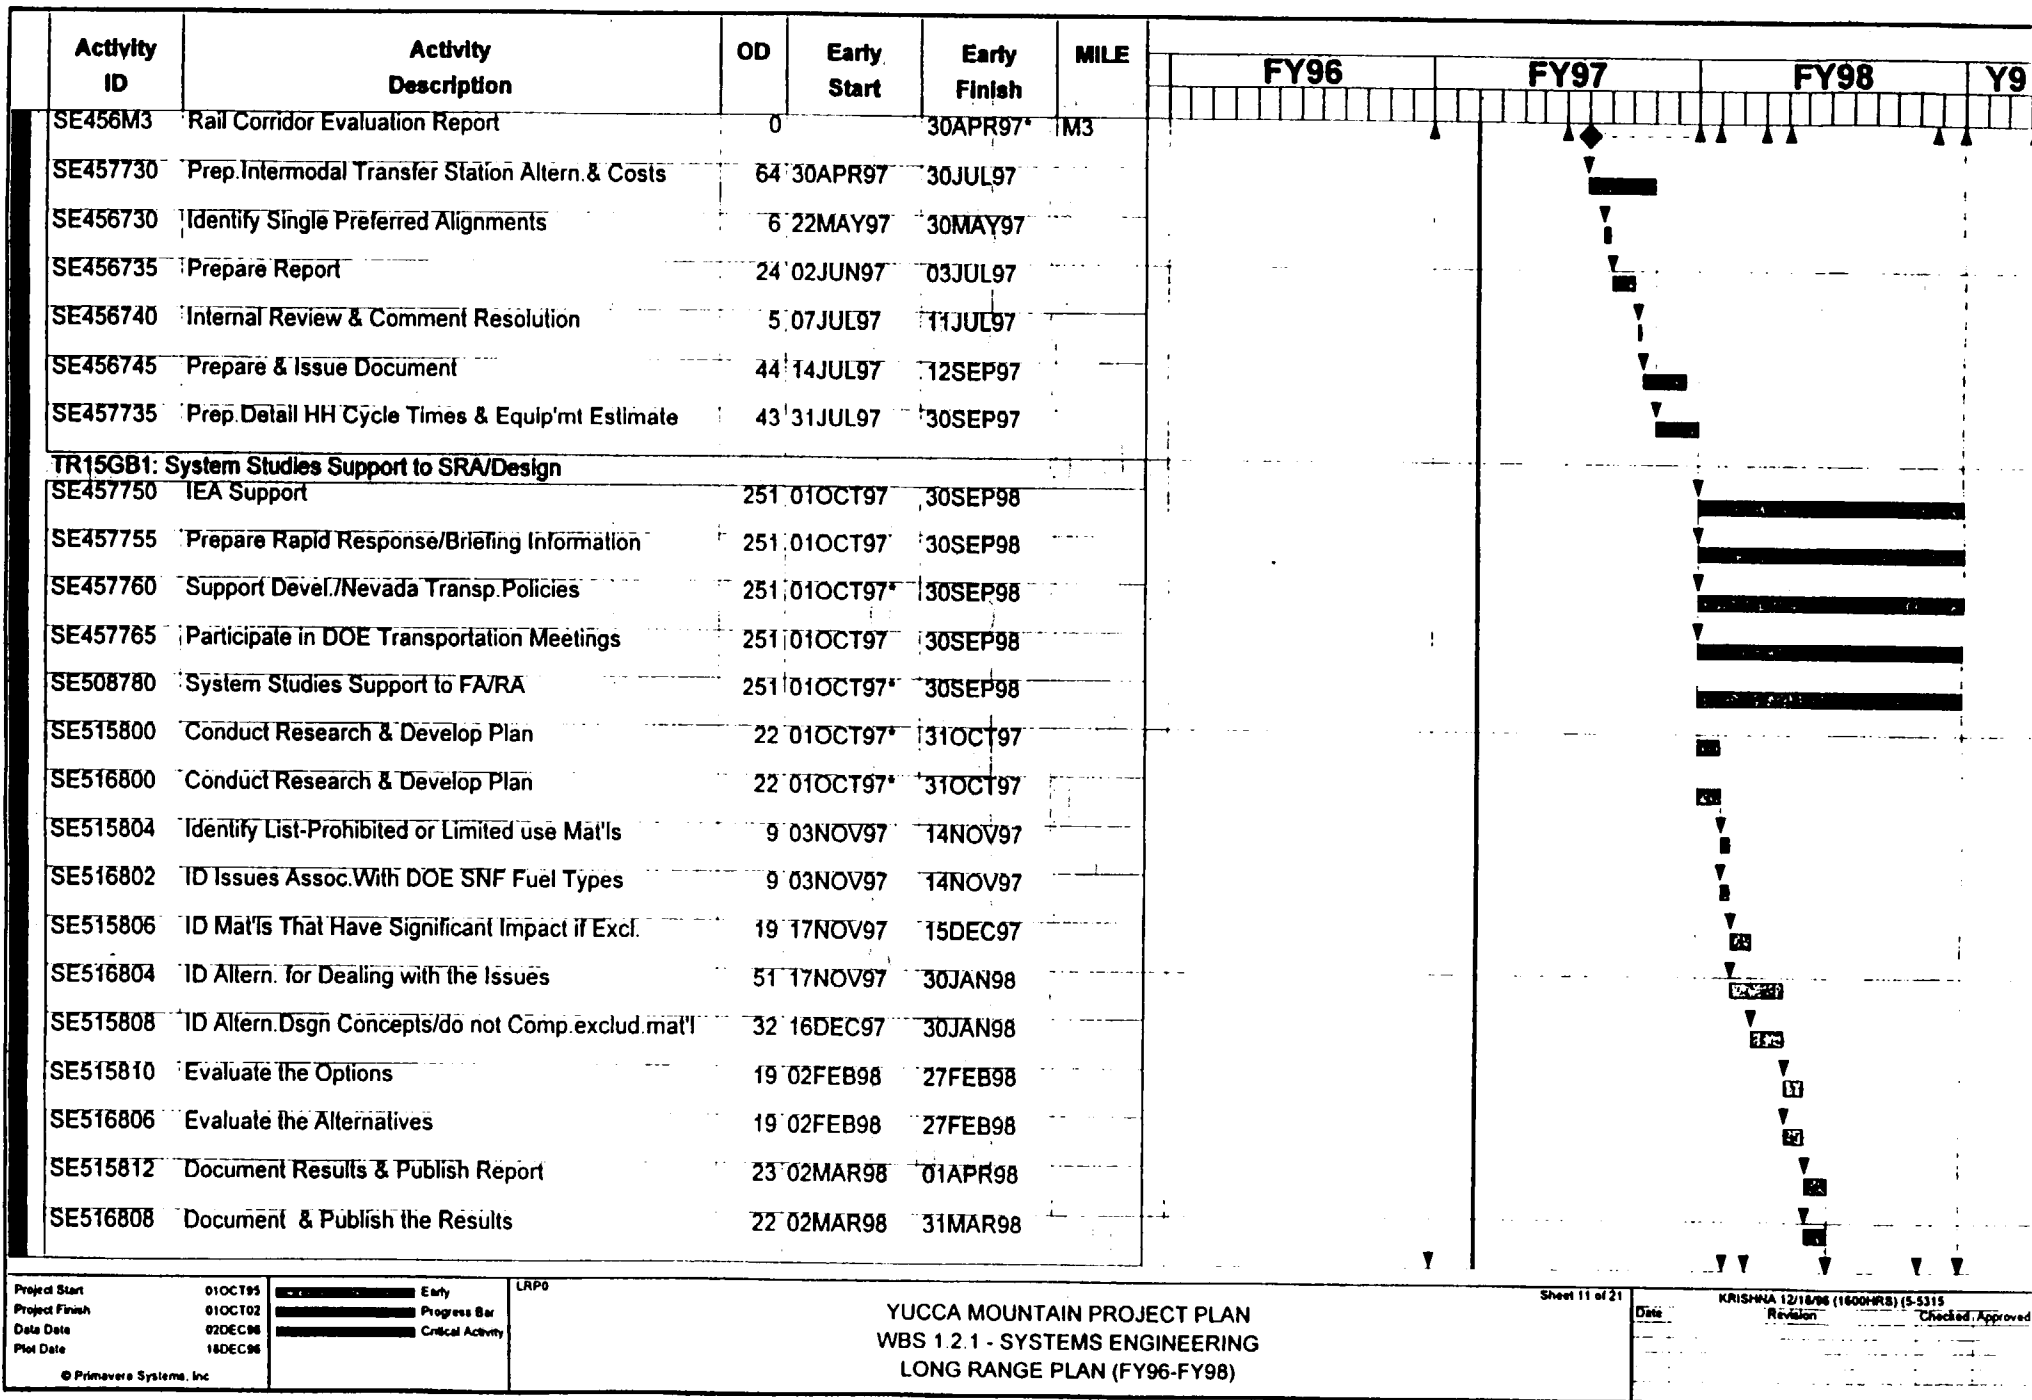 Activity ID Activity Description OD Early Start Early Finish MILE
FY96 FY97 FY98 Y9
SE456M3 Rail Corridor Evaluation Report 0 30APR97* M3
SE457730 Prep.Intermodal Transfer Station Altern.& Costs 64 30APR97 30JUL97
SE456730 Identify Single Preferred Alignments 6 22MAY97 30MAY97
SE456735 Prepare Report 24 02JUN97 03JUL97
SE456740 Internal Review & Comment Resolution 5 07JUL97 11JUL97
SE456745 Prepare & Issue Document 44 14JUL97 12SEP97
SE457735 Prep.Detail HH Cycle Times & Equip'mt Estimate 43 31JUL97 30SEP97
TR15GB1: System Studies Support to SRA/Design
SE457750 IEA Support 251 01OCT97 30SEP98
SE457755 Prepare Rapid Response/Briefing Information 251 01OCT97 30SEP98
SE457760 Support Devel./Nevada Transp.Policies 251 01OCT97* 30SEP98
SE457765 Participate in DOE Transportation Meetings 251 01OCT97 30SEP98
SE508780 System Studies Support to FA/RA 251 01OCT97* 30SEP98
SE515800 Conduct Research & Develop Plan 22 01OCT97* 31OCT97
SE516800 Conduct Research & Develop Plan 22 01OCT97* 31OCT97
SE515804 Identify List-Prohibited or Limited use Mat'ls 9 03NOV97 14NOV97
SE516802 ID Issues Assoc.With DOE SNF Fuel Types 9 03NOV97 14NOV97
SE515806 ID Mat'ls That Have Significant Impact if Excl. 19 17NOV97 15DEC97
SE516804 ID Altern. for Dealing with the Issues 51 17NOV97 30JAN98
SE515808 ID Altern.Dsgn Concepts/do not Comp.exclud.mat'l 32 16DEC97 30JAN98
SE515810 Evaluate the Options 19 02FEB98 27FEB98
SE516806 Evaluate the Alternatives 19 02FEB98 27FEB98
SE515812 Document Results & Publish Report 23 02MAR98 01APR98
SE516808 Document & Publish the Results 22 02MAR98 31MAR98
Project Start 01OCT95
Project Finish 01OCT02
Data Date 02DEC96
Plot Date 18DEC96
© Primavera Systems, Inc
Early
Progress Bar
Critical Activity
LRP0
YUCCA MOUNTAIN PROJECT PLAN
WBS 1.2.1 - SYSTEMS ENGINEERING
LONG RANGE PLAN (FY96-FY98)
Sheet 11 of 21
KRISHNA 12/18/96 (1600HRS) (5-5315
Date Revision Checked Approved